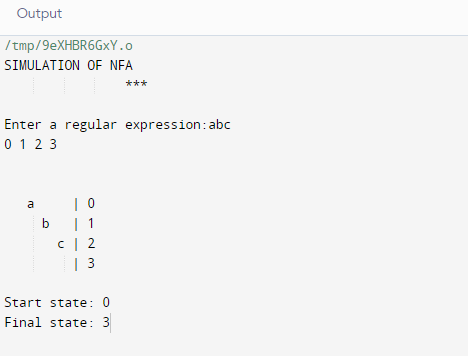 Output
/tmp/9eXHBR6GxY.o
SIMULATION OF NFA
***
Enter a regular expression:abc
0 1 2 3
a | 0
b | 1
c | 2
| 3
Start state: 0
Final state: 3